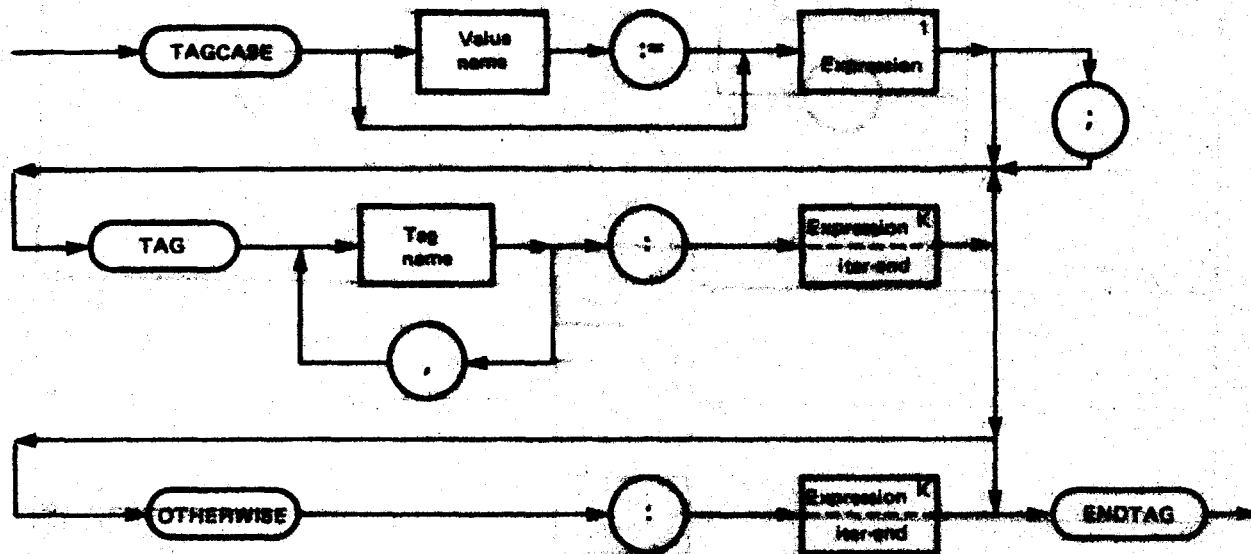 TAGCASE
Value
name
:=
1
Expression
;
TAG
Tag
name
:
Expression K
iter-end
,
OTHERWISE
:
Expression K
iter-end
ENDTAG